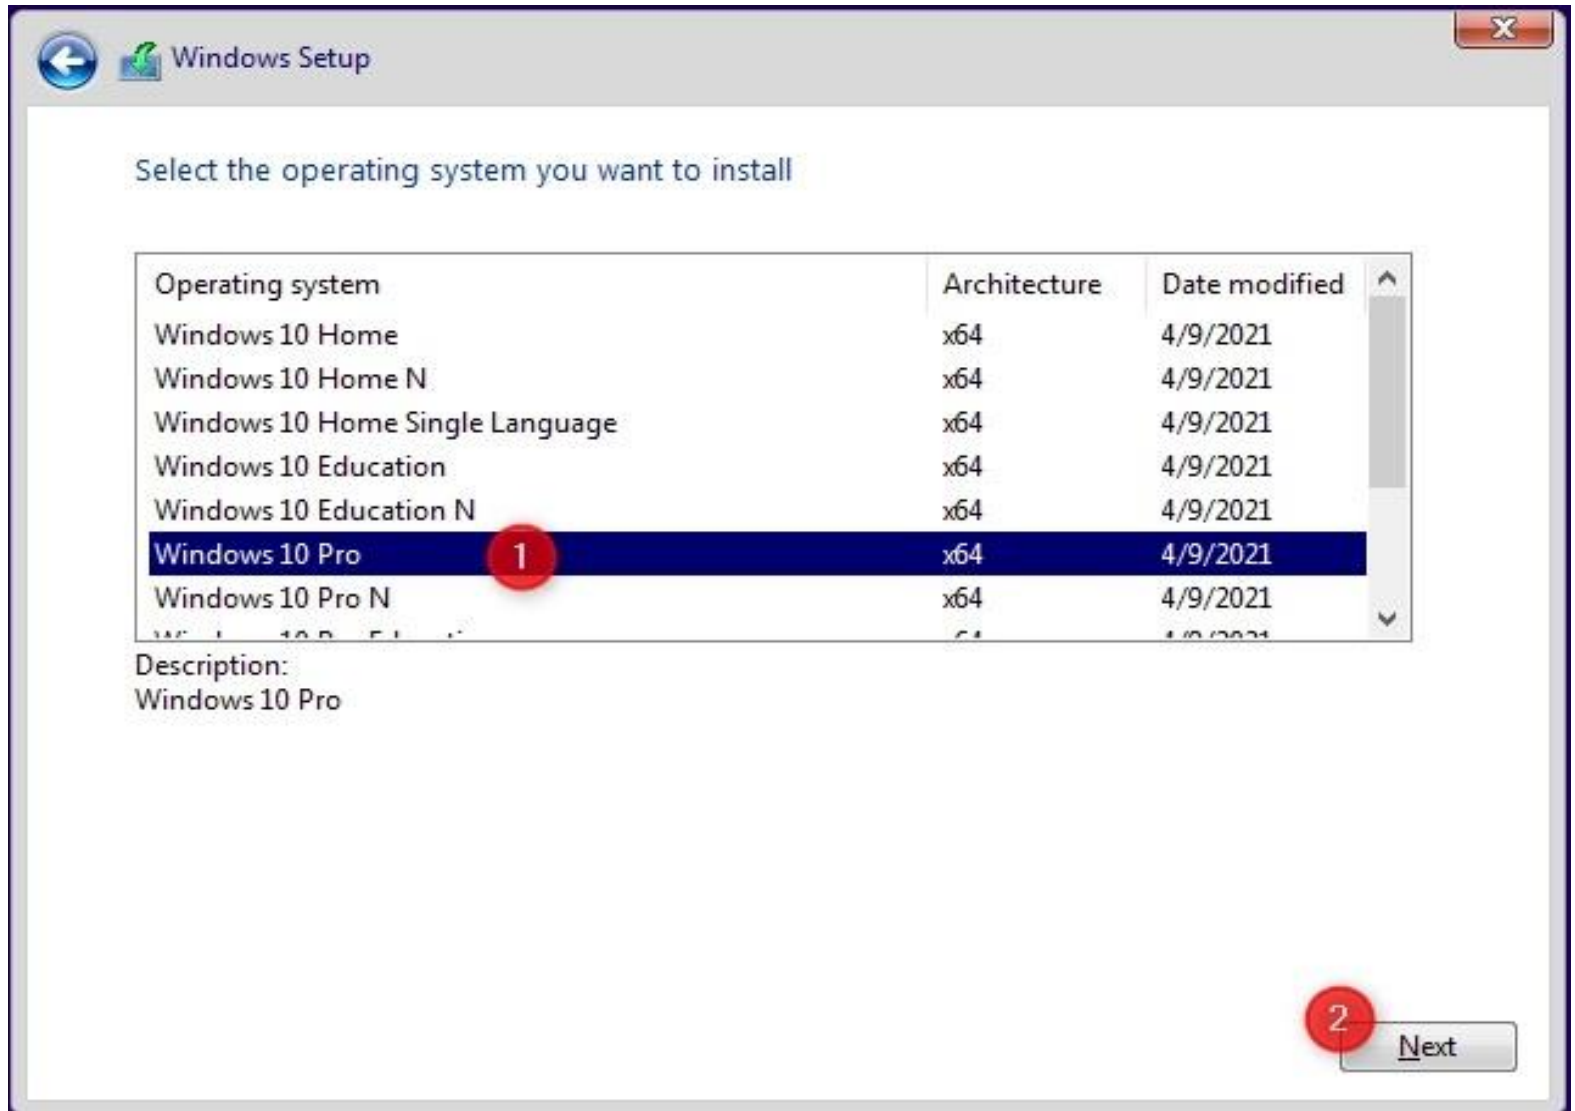 Windows Setup
Select the operating system you want to install
Operating system Architecture Date modified
Windows 10 Home x64 4/9/2021
Windows 10 Home N x64 4/9/2021
Windows 10 Home Single Language x64 4/9/2021
Windows 10 Education x64 4/9/2021
Windows 10 Education N x64 4/9/2021
Windows 10 Pro 1 x64 4/9/2021
Windows 10 Pro N x64 4/9/2021
Description:
Windows 10 Pro
2
Next